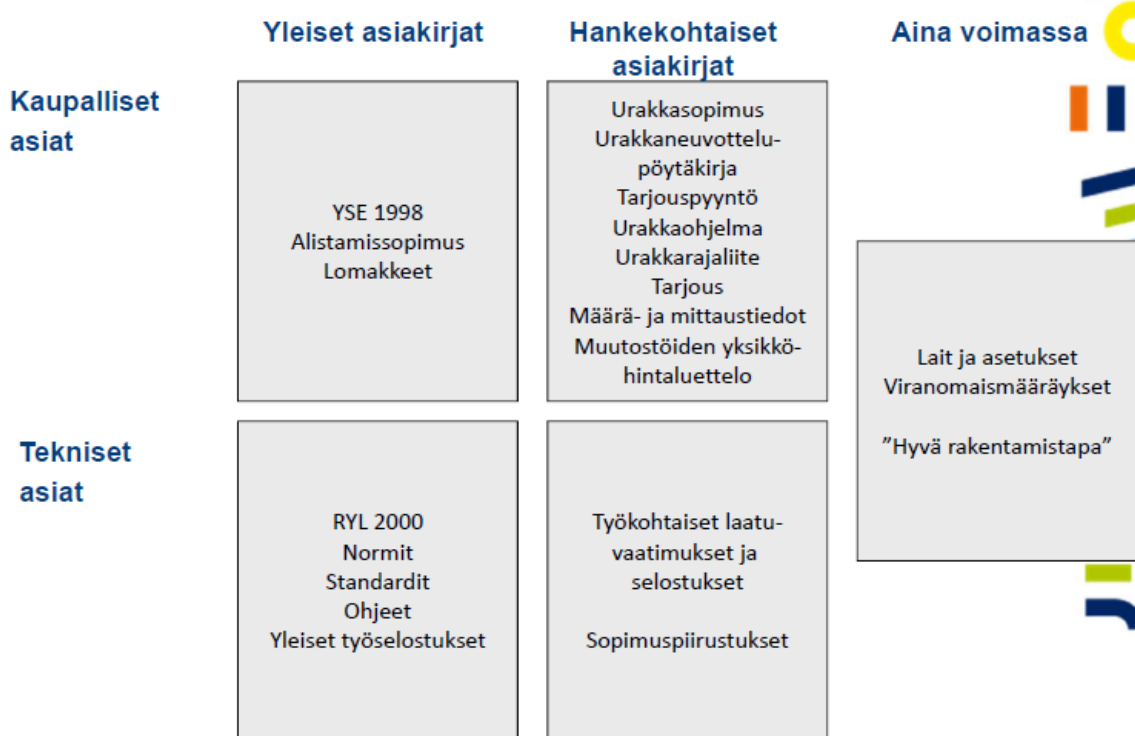 Yleiset asiakirjat
Hankekohtaiset
asiakirjat
Aina voimassa
Kaupalliset
asiat
YSE 1998
Alistamissopimus
Lomakkeet
Urakkasopimus
Urakkaneuvottelu-
pöytäkirja
Tarjouspyyntö
Urakkaohjelma
Urakkarajaliite
Tarjous
Määrä- ja mittaustiedot
Muutostöiden yksikkö-
hintaluettelo
Lait ja asetukset
Viranomaismääräykset
”Hyvä rakentamistapa”
Tekniset
asiat
RYL 2000
Normit
Standardit
Ohjeet
Yleiset työselostukset
Työkohtaiset laatu-
vaatimukset ja
selostukset
Sopimuspiirustukset